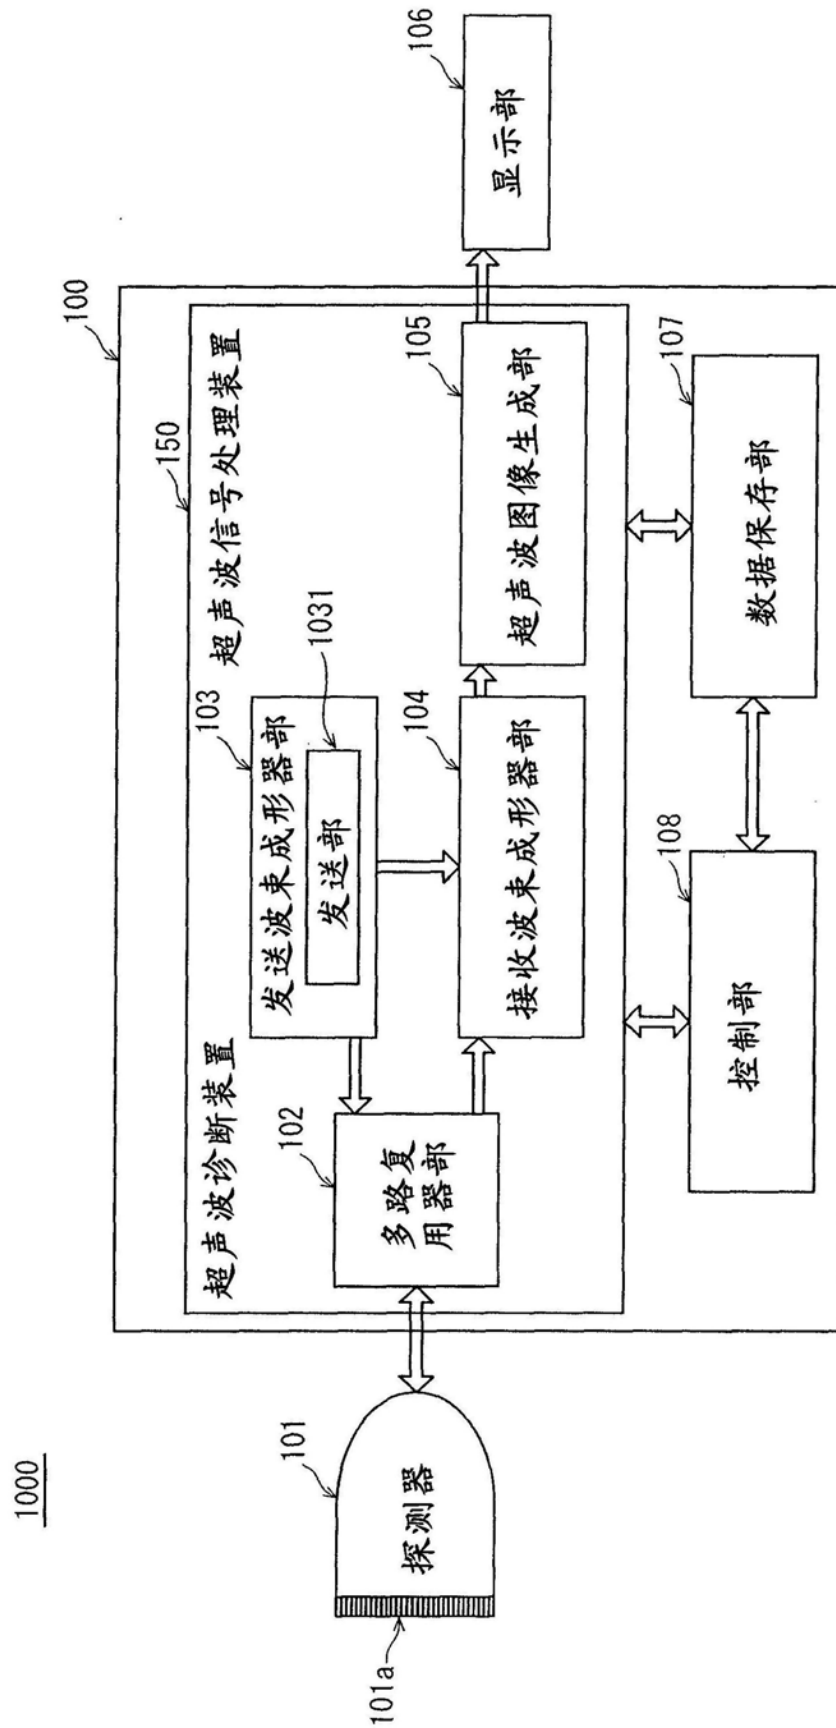 1000
100
150
超声波诊断装置
超声波信号处理装置
101
探测器
101a
102
多路复
用器部
103
发送波束成形器部
1031
发送部
104
接收波束成形器部
105
超声波图像生成部
106
显示部
108
控制部
107
数据保存部